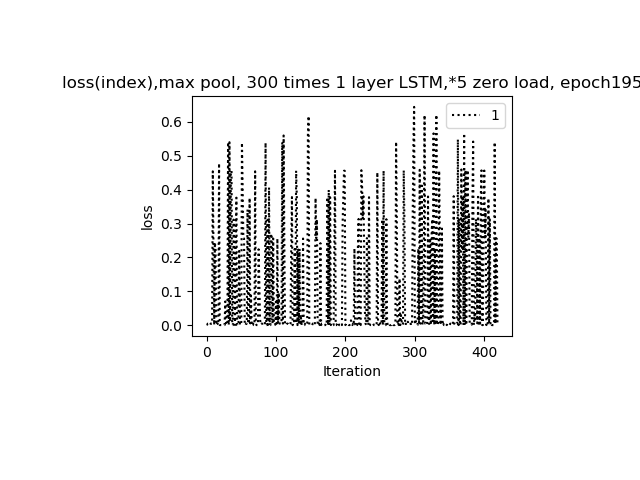 loss(index),max pool, 300 times 1 layer LSTM,*5 zero load, epoch195
1
0.6
0.5
0.4
0.3
0.2
0.1
0.0
loss
0 100 200 300 400
Iteration